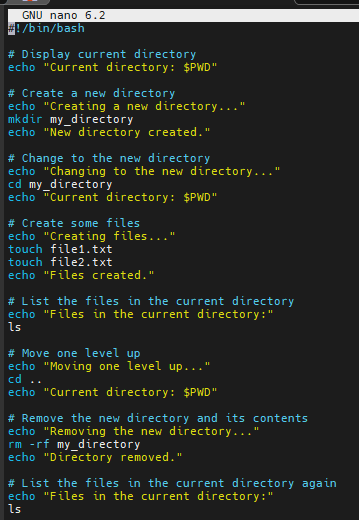 GNU nano 6.2
#!/bin/bash
# Display current directory
echo "Current directory: $PWD"
# Create a new directory
echo "Creating a new directory..."
mkdir my_directory
echo "New directory created."
# Change to the new directory
echo "Changing to the new directory..."
cd my_directory
echo "Current directory: $PWD"
# Create some files
echo "Creating files..."
touch file1.txt
touch file2.txt
echo "Files created."
# List the files in the current directory
echo "Files in the current directory:"
ls
# Move one level up
echo "Moving one level up..."
cd ..
echo "Current directory: $PWD"
# Remove the new directory and its contents
echo "Removing the new directory..."
rm -rf my_directory
echo "Directory removed."
# List the files in the current directory again
echo "Files in the current directory:"
ls